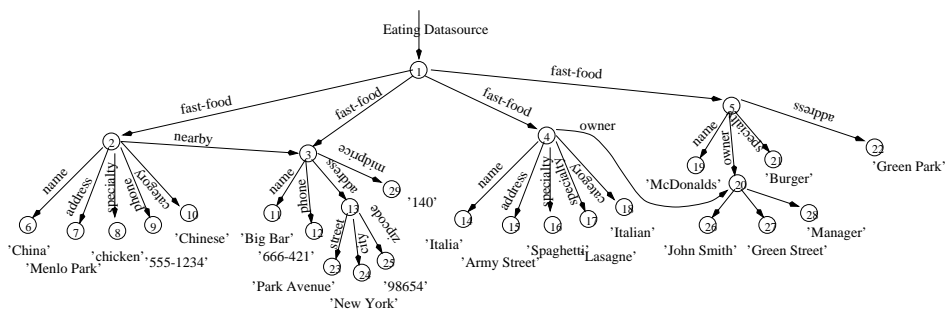 Eating Datasource
1
fast-food
fast-food
fast-food
fast-food
2
nearby
3
4
owner
5
name
address
specialty
phone
category
name
phone
address
midprice
name
address
specialty
specialty
category
name
owner
specialty
address
6
7
8
9
10
11
12
13
29
14
15
16
17
18
19
20
21
22
'China'
'Menlo Park'
'chicken'
'555-1234'
'Chinese'
'Big Bar'
'666-421'
'140'
street
city
zipcode
'Italia'
'Army Street'
'Spaghetti'
'Lasagne'
'Italian'
'McDonalds'
'Burger'
'Green Park'
23
24
25
26
27
28
'Park Avenue'
'New York'
'98654'
'John Smith'
'Green Street'
'Manager'